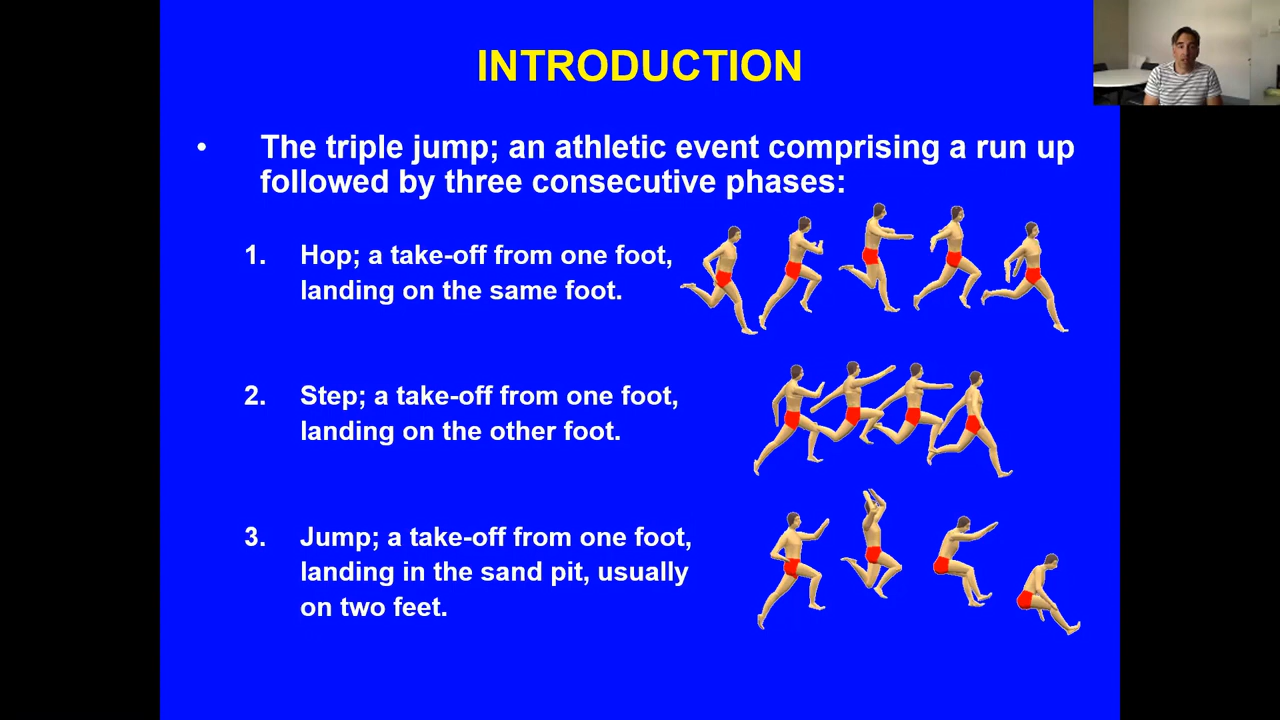 INTRODUCTION
• The triple jump; an athletic event comprising a run up
followed by three consecutive phases:
1. Hop; a take-off from one foot,
landing on the same foot.
2. Step; a take-off from one foot,
landing on the other foot.
3. Jump; a take-off from one foot,
landing in the sand pit, usually
on two feet.